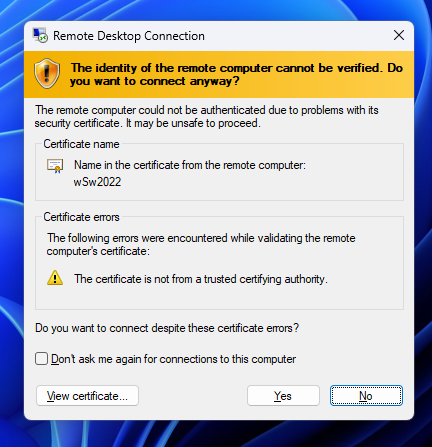 Remote Desktop Connection
The identity of the remote computer cannot be verified. Do
you want to connect anyway?
The remote computer could not be authenticated due to problems with its
security certificate. It may be unsafe to proceed.
Certificate name
Name in the certificate from the remote computer:
wSw2022
Certificate errors
The following errors were encountered while validating the remote
computer's certificate:
The certificate is not from a trusted certifying authority.
Do you want to connect despite these certificate errors?
Don't ask me again for connections to this computer
View certificate...
Yes
No